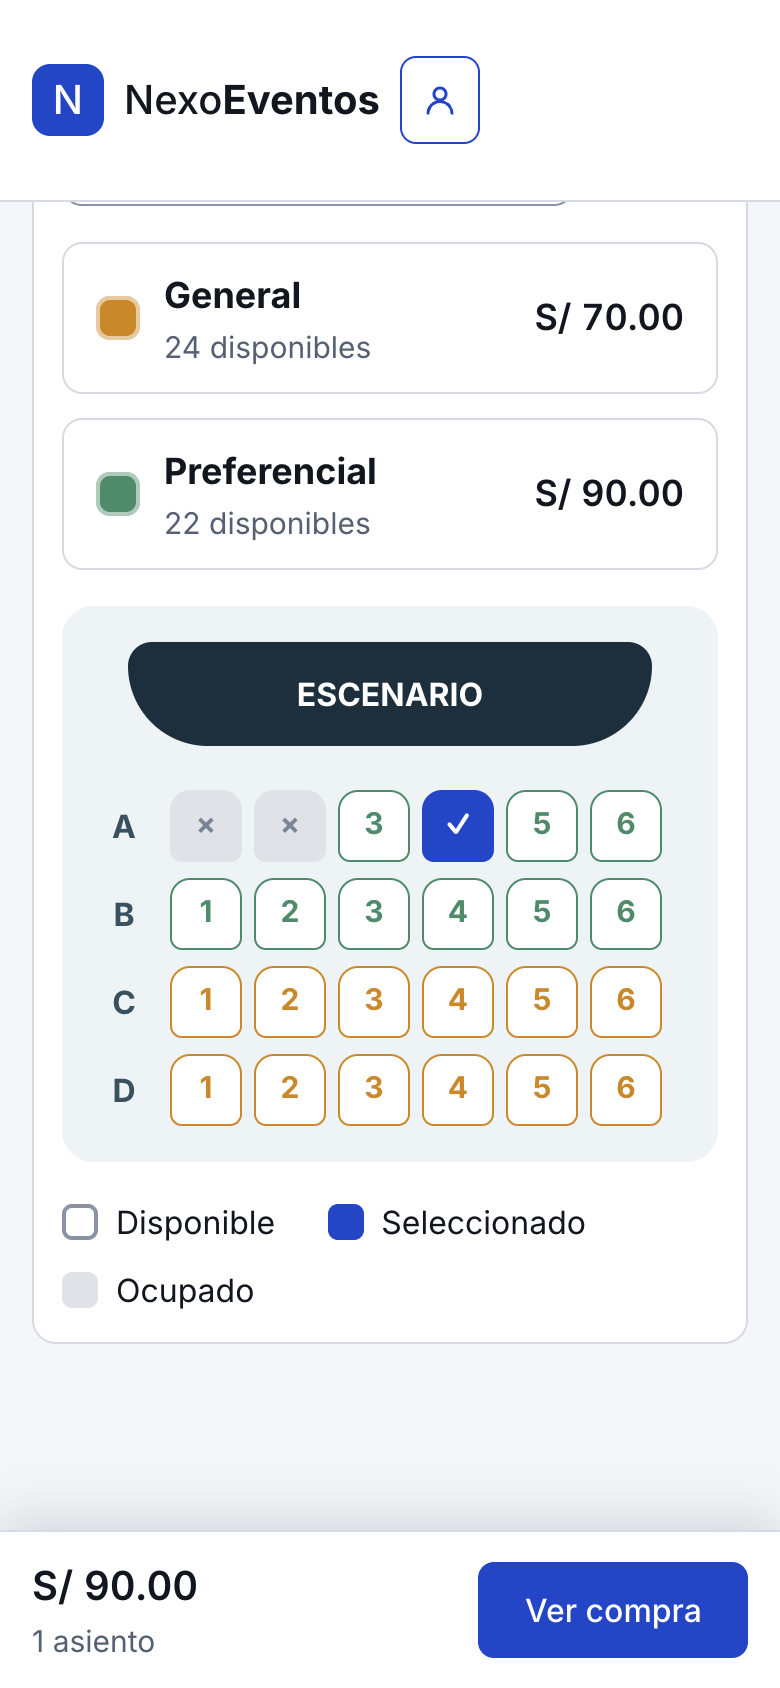 N NexoEventos
General
24 disponibles
S/ 70.00
Preferencial
22 disponibles
S/ 90.00
ESCENARIO
A × × 3 ✓ 5 6
B 1 2 3 4 5 6
C 1 2 3 4 5 6
D 1 2 3 4 5 6
Disponible Seleccionado
Ocupado
S/ 90.00
1 asiento
Ver compra